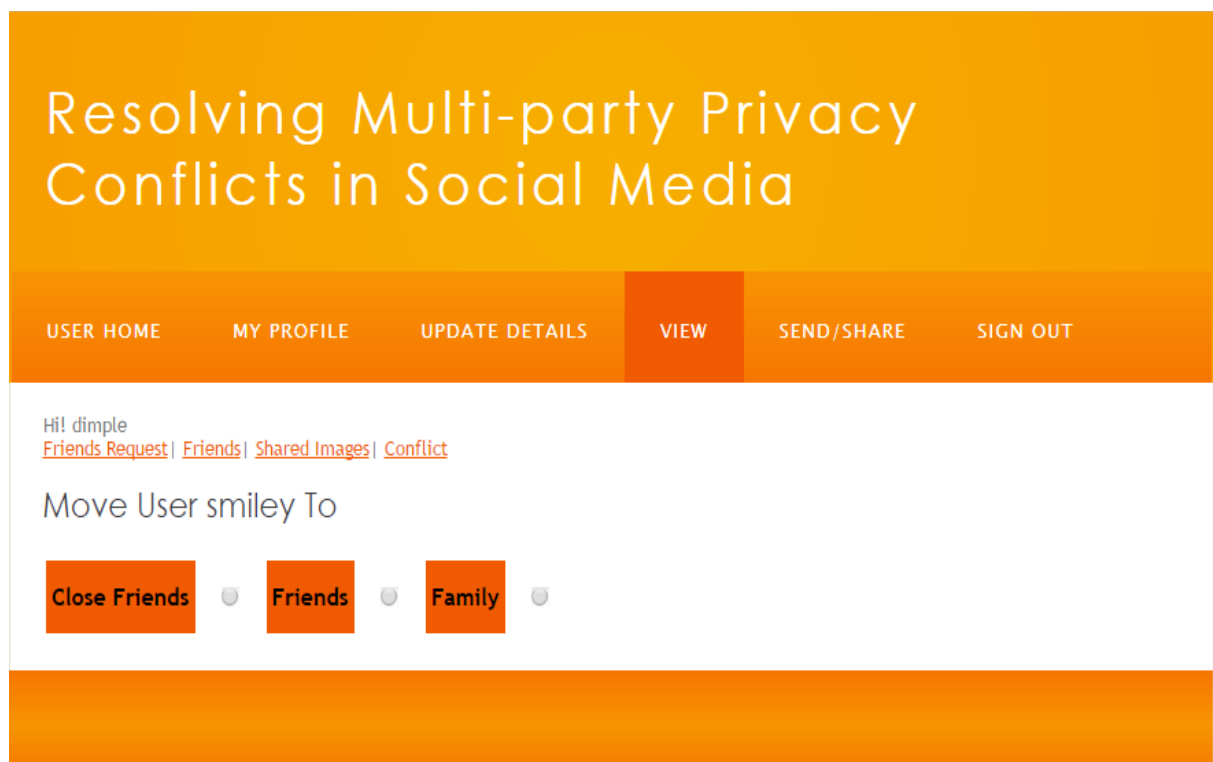 Resolving Multi-party Privacy
Conflicts in Social Media
USER HOME MY PROFILE UPDATE DETAILS VIEW SEND/SHARE SIGN OUT
Hi! dimple
Friends Request| Friends| Shared Images| Conflict
Move User smiley To
Close Friends Friends Family